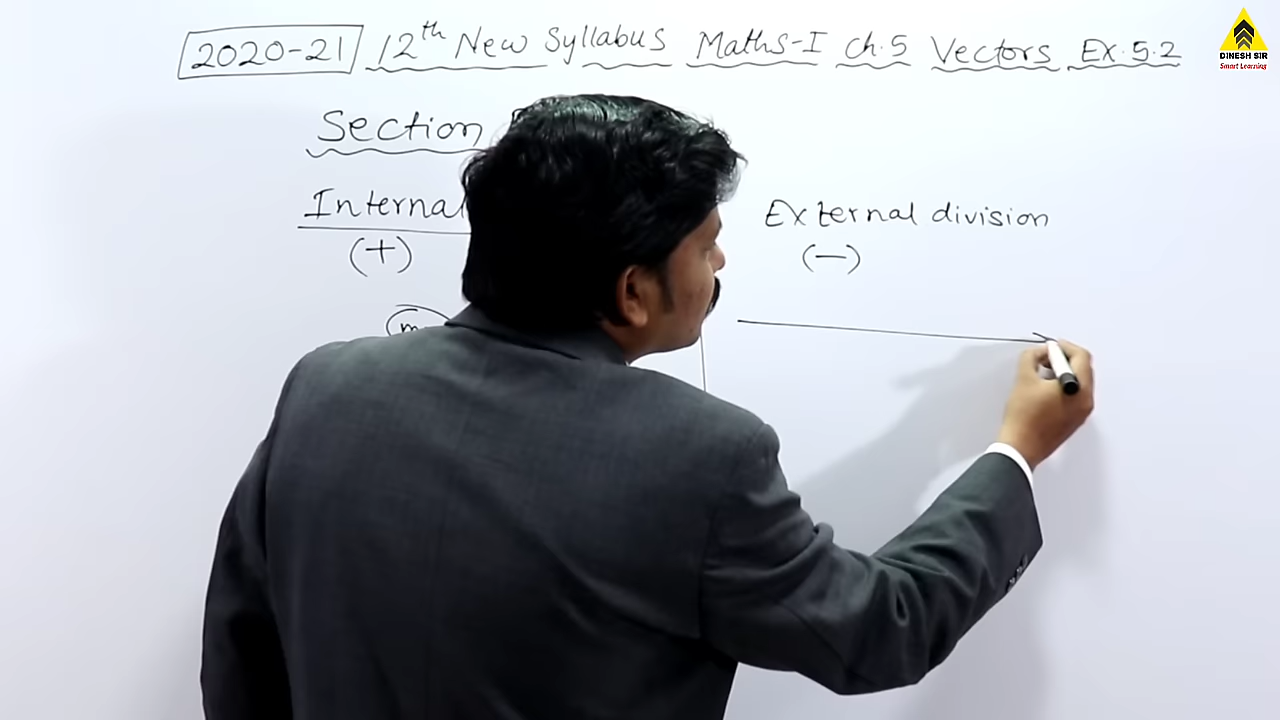 2020-21 12th New Syllabus Maths-I Ch.5 Vectors Ex.5.2
DINESH SIR
Smart Learning
Section
Internal
External division
(+)
(-)
m